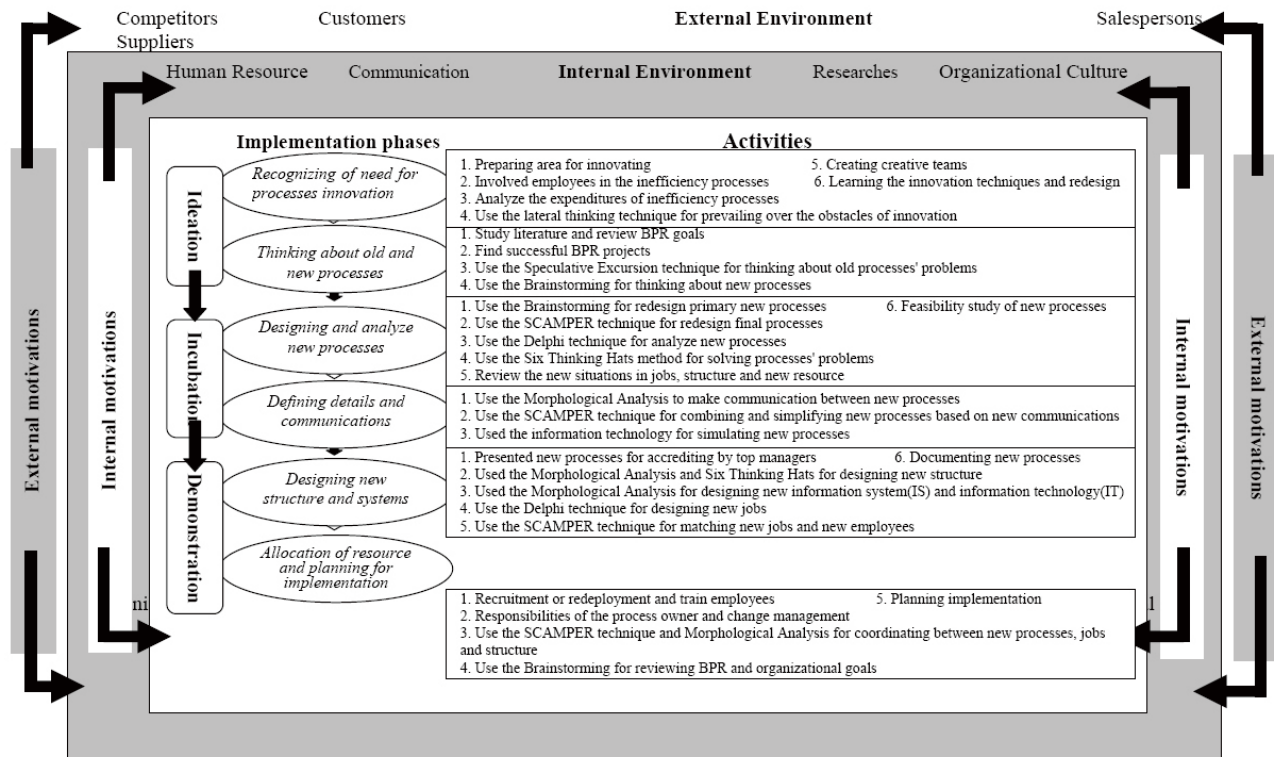 Competitors Customers External Environment Salespersons
Suppliers
Human Resource Communication Internal Environment Researches Organizational Culture
Implementation phases Activities
External motivations
Internal motivations
Ideation
Incubation
Demonstration
Recognizing of need for
processes innovation
1. Preparing area for innovating 5. Creating creative teams
2. Involved employees in the inefficiency processes 6. Learning the innovation techniques and redesign
3. Analyze the expenditures of inefficiency processes
4. Use the lateral thinking technique for prevailing over the obstacles of innovation
Thinking about old and
new processes
1. Study literature and review BPR goals
2. Find successful BPR projects
3. Use the Speculative Excursion technique for thinking about old processes' problems
4. Use the Brainstorming for thinking about new processes
Designing and analyze
new processes
1. Use the Brainstorming for redesign primary new processes 6. Feasibility study of new processes
2. Use the SCAMPER technique for redesign final processes
3. Use the Delphi technique for analyze new processes
4. Use the Six Thinking Hats method for solving processes' problems
5. Review the new situations in jobs, structure and new resource
Defining details and
communications
1. Use the Morphological Analysis to make communication between new processes
2. Use the SCAMPER technique for combining and simplifying new processes based on new communications
3. Used the information technology for simulating new processes
Designing new
structure and systems
1. Presented new processes for accrediting by top managers 6. Documenting new processes
2. Used the Morphological Analysis and Six Thinking Hats for designing new structure
3. Used the Morphological Analysis for designing new information system(IS) and information technology(IT)
4. Use the Delphi technique for designing new jobs
5. Use the SCAMPER technique for matching new jobs and new employees
Allocation of resource
and planning for
implementation
1. Recruitment or redeployment and train employees 5. Planning implementation
2. Responsibilities of the process owner and change management
3. Use the SCAMPER technique and Morphological Analysis for coordinating between new processes, jobs
and structure
4. Use the Brainstorming for reviewing BPR and organizational goals
Internal motivations
External motivations